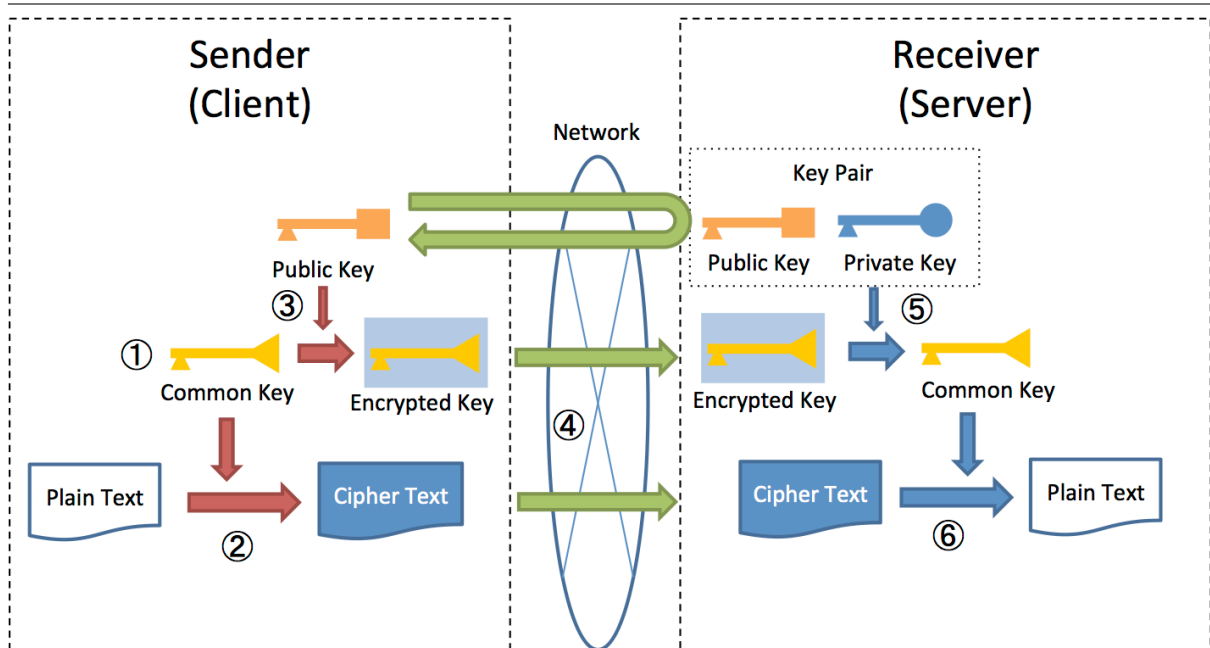 Sender
(Client)
Receiver
(Server)
Network
Key Pair
Public Key
Public Key
Private Key
③
⑤
①
Common Key
Encrypted Key
Encrypted Key
Common Key
④
Plain Text
Cipher Text
Cipher Text
Plain Text
②
⑥